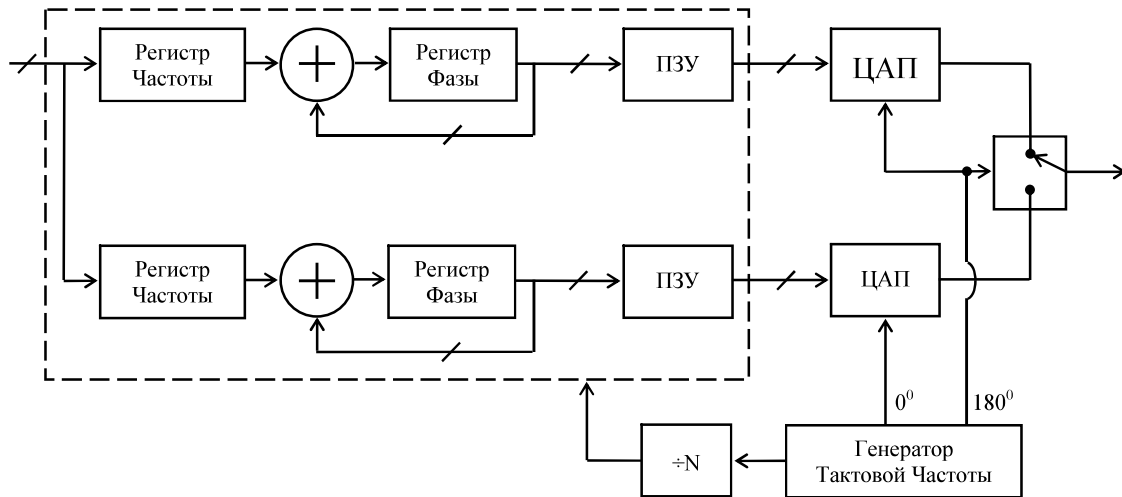 Регистр
Частоты
Регистр
Фазы
ПЗУ
ЦАП
Регистр
Частоты
Регистр
Фазы
ПЗУ
ЦАП
0⁰
180⁰
÷N
Генератор
Тактовой Частоты